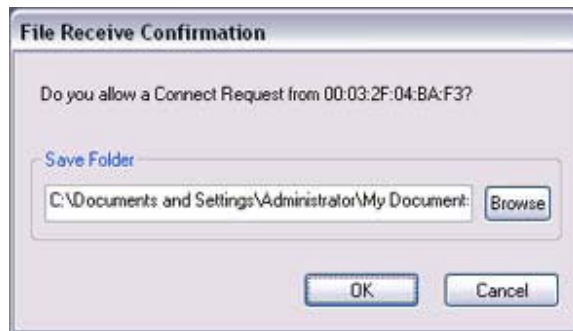 File Receive Confirmation
Do you allow a Connect Request from 00:03:2F:04:BA:F3?
Save Folder
C:\Documents and Settings\Administrator\My Document
Browse
OK
Cancel